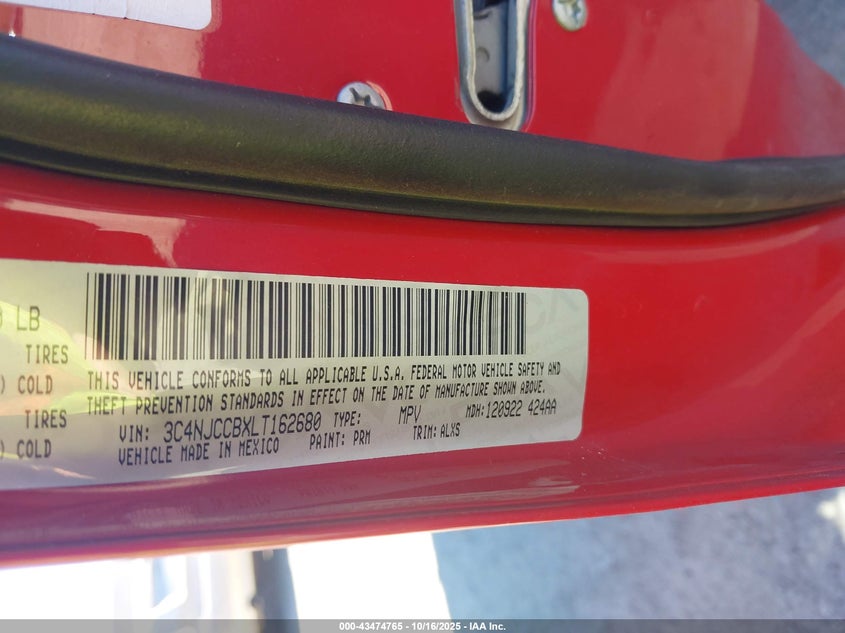 LB
TIRES
COLD
TIRES
COLD
THIS VEHICLE CONFORMS TO ALL APPLICABLE U.S.A. FEDERAL MOTOR VEHICLE SAFETY AND
THEFT PREVENTION STANDARDS IN EFFECT ON THE DATE OF MANUFACTURE SHOWN ABOVE.
VIN: 3C4NJCCBXLT162680 TYPE: MPV MDH: 120922 424AA
VEHICLE MADE IN MEXICO PAINT: PRM TRIM: ALXS
000-43474765 - 10/16/2025 - IAA Inc.